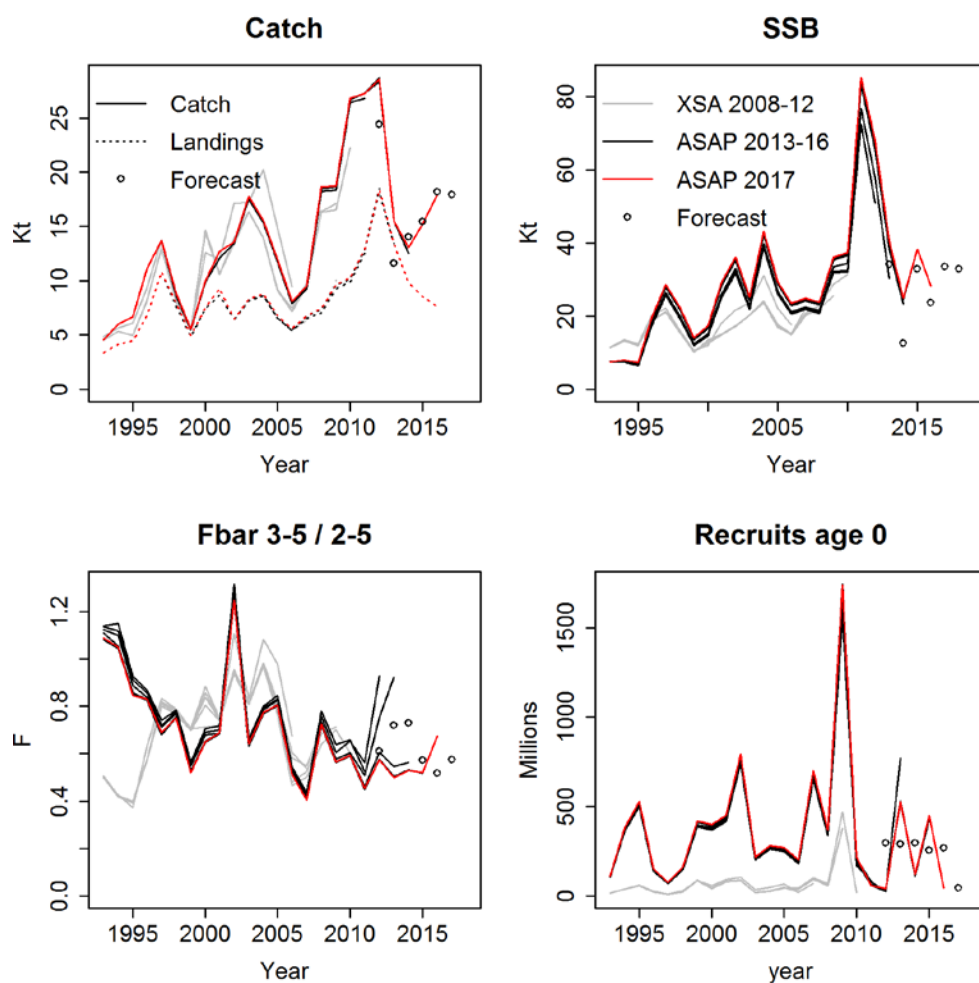 Catch
Kt
0 5 10 15 20 25
Catch
Landings
Forecast
1995 2000 2005 2010 2015
Year
SSB
Kt
0 20 40 60 80
XSA 2008-12
ASAP 2013-16
ASAP 2017
Forecast
1995 2005 2015
Year
Fbar 3-5 / 2-5
F
0.0 0.4 0.8 1.2
1995 2000 2005 2010 2015
Year
Recruits age 0
Millions
0 500 1000 1500
1995 2000 2005 2010 2015
year